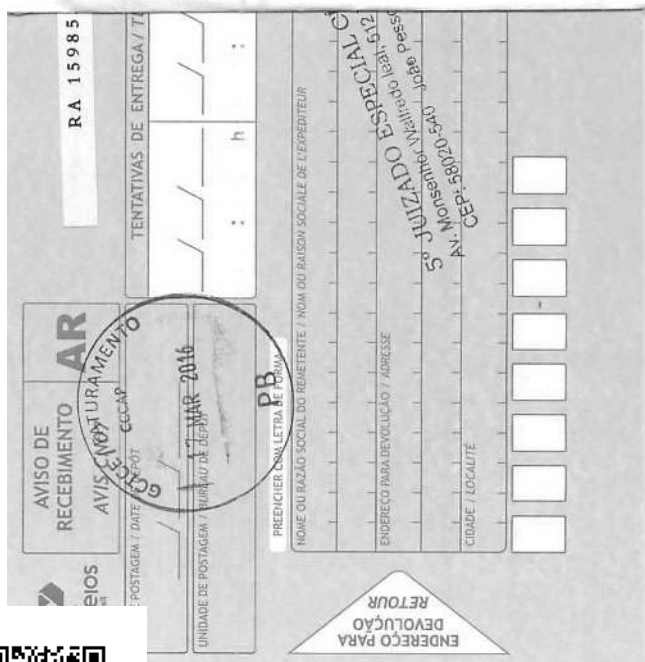 AVISO DE
RECEBIMENTO
AR
AVIS
RA 15985
eios
TENTATIVAS DE ENTREGA /
h
POSTAGEM / DATE
DÉPÔT
UNIDADE DE POSTAGEM / BUREAU DE DÉPÔT
FATURAMENTO
CCCAP
17 MAR 2016
PB
PREENCHER COM LETRA DE FORMA
NOME OU RAZÃO SOCIAL DO REMETENTE / NOM OU RAISON SOCIALE DE L'EXPÉDITEUR
ENDEREÇO PARA DEVOLUÇÃO / ADRESSE
CIDADE / LOCALITÉ
5º JUIZADO ESPECIAL
Av. Monsenhor Walfredo leal, 512
CEP: 58020-540 / João Pesso
ENDEREÇO PARA
DEVOLUÇÃO
RETOUR